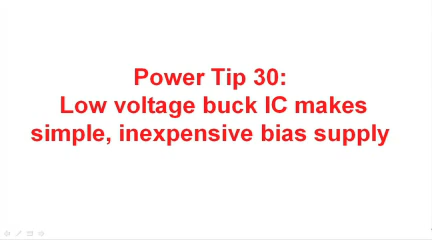 Power Tip 30:
Low voltage buck IC makes
simple, inexpensive bias supply